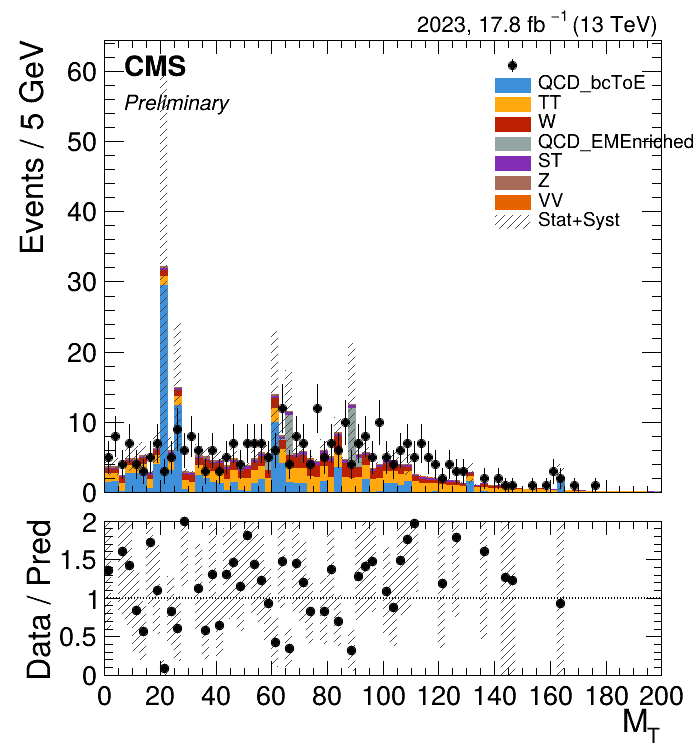 2023, 17.8 fb⁻¹ (13 TeV)
CMS
Preliminary
Events / 5 GeV
60
50
40
30
20
10
0
QCD_bcToE
TT
W
QCD_EMEnriched
ST
Z
VV
Stat+Syst
Data / Pred
2
1.5
1
0.5
0
0 20 40 60 80 100 120 140 160 180 200
M_T